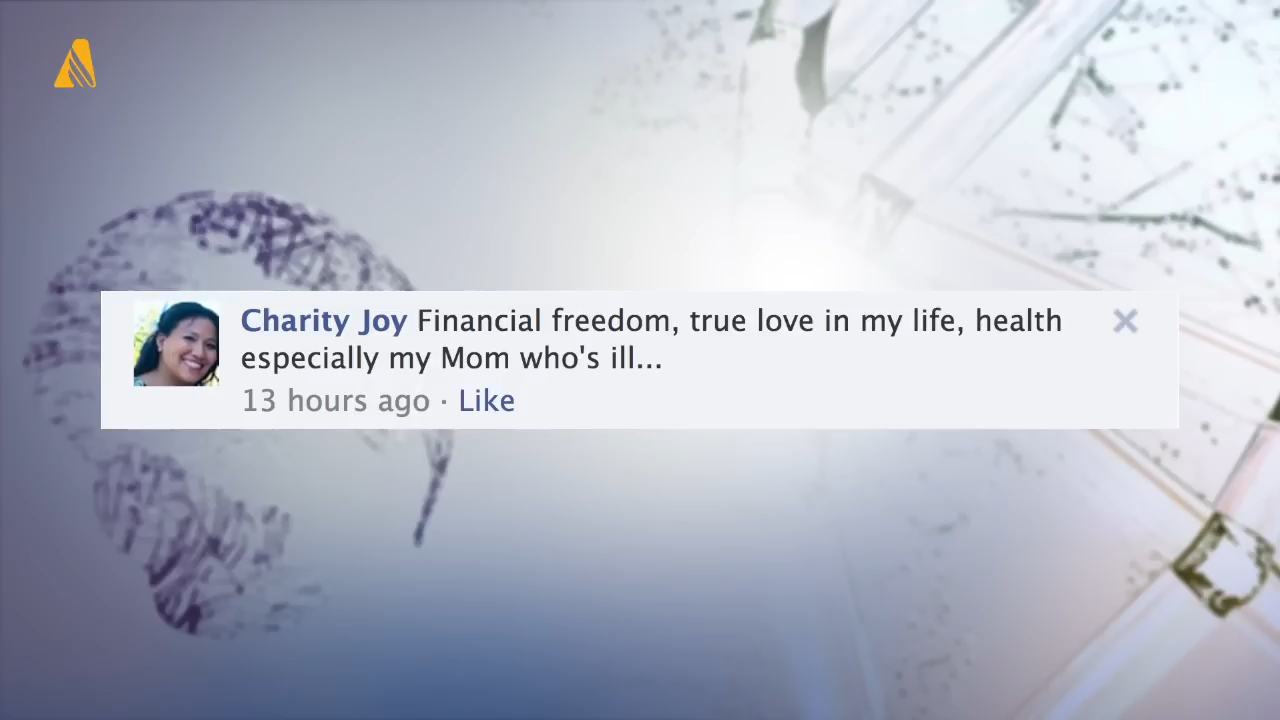 Charity Joy Financial freedom, true love in my life, health
especially my Mom who's ill...
13 hours ago · Like